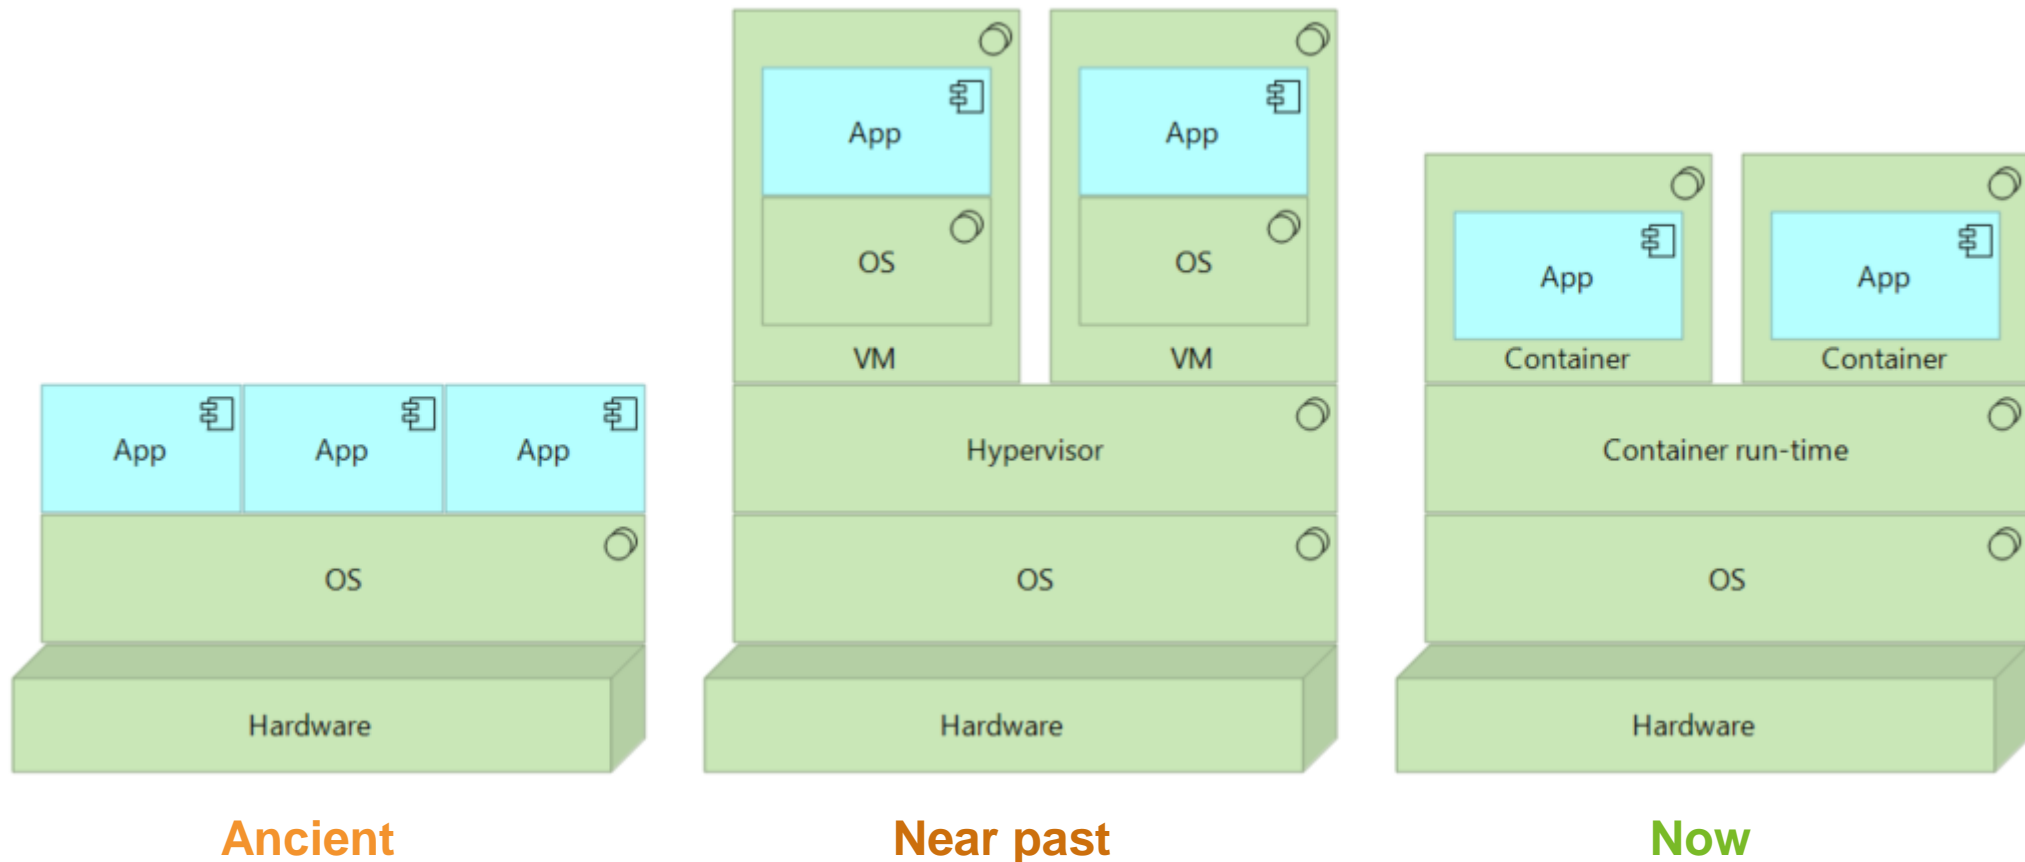 App
App
App
OS
Hardware
Ancient
App
OS
VM
App
OS
VM
Hypervisor
OS
Hardware
Near past
App
Container
App
Container
Container run-time
OS
Hardware
Now